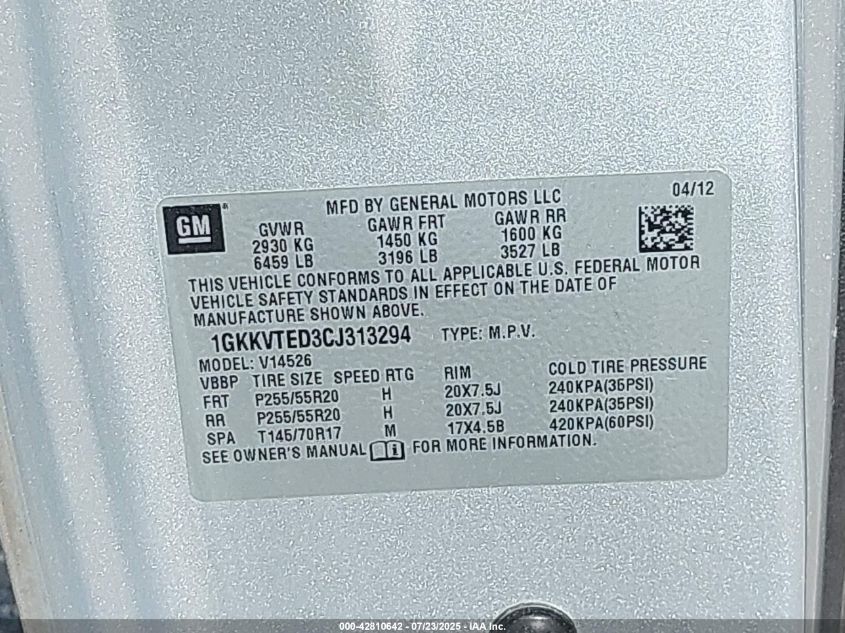 MFD BY GENERAL MOTORS LLC 04/12
GM ®
GVWR GAWR FRT GAWR RR
2930 KG 1450 KG 1600 KG
6459 LB 3196 LB 3527 LB
THIS VEHICLE CONFORMS TO ALL APPLICABLE U.S. FEDERAL MOTOR
VEHICLE SAFETY STANDARDS IN EFFECT ON THE DATE OF
MANUFACTURE SHOWN ABOVE.
1GKKVTED3CJ313294 TYPE: M.P.V.
MODEL: V14526
VBBP TIRE SIZE SPEED RTG RIM COLD TIRE PRESSURE
FRT P255/55R20 H 20X7.5J 240KPA(35PSI)
RR P255/55R20 H 20X7.5J 240KPA(35PSI)
SPA T145/70R17 M 17X4.5B 420KPA(60PSI)
SEE OWNER'S MANUAL i FOR MORE INFORMATION.
000-42810642 - 07/23/2025 - IAA Inc.